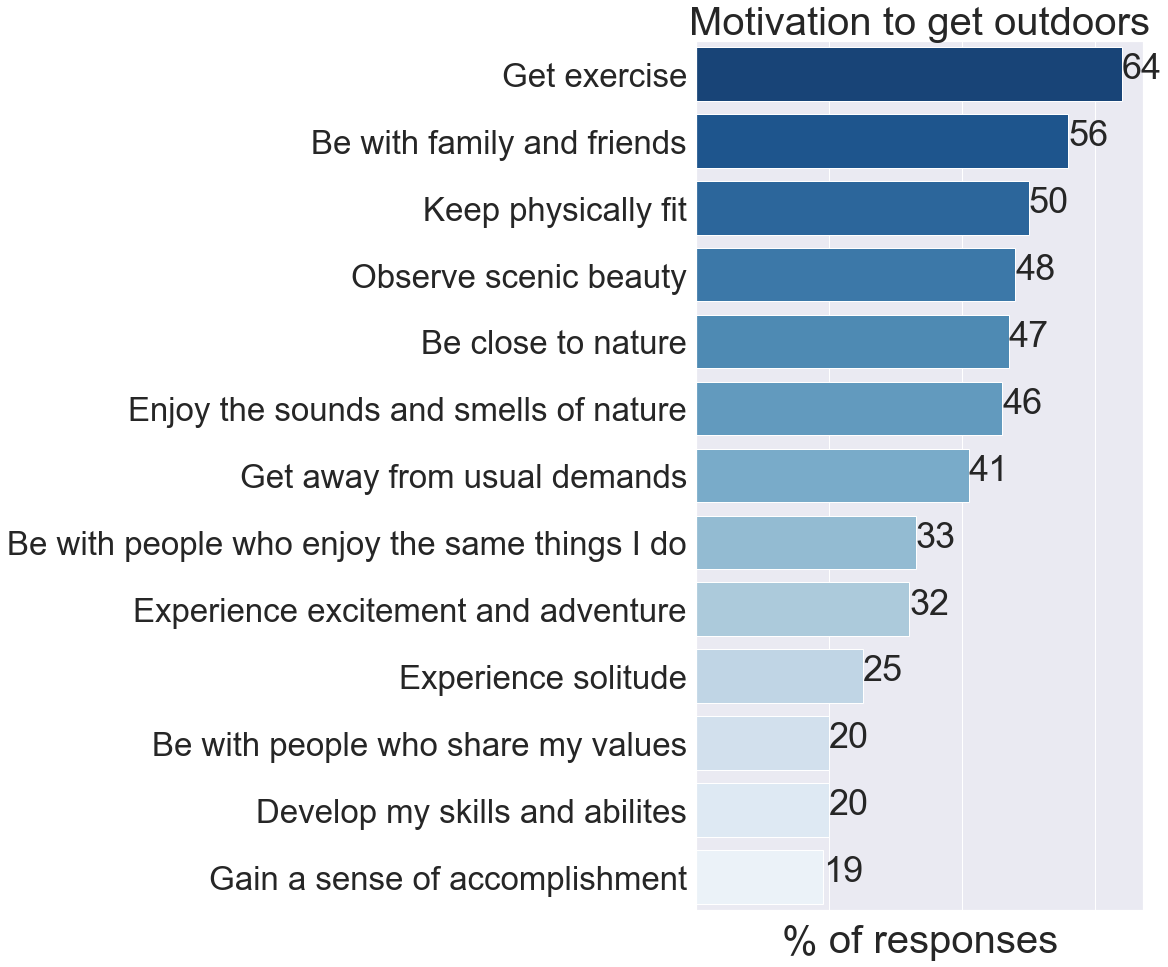 Motivation to get outdoors
Get exercise 64
Be with family and friends 56
Keep physically fit 50
Observe scenic beauty 48
Be close to nature 47
Enjoy the sounds and smells of nature 46
Get away from usual demands 41
Be with people who enjoy the same things I do 33
Experience excitement and adventure 32
Experience solitude 25
Be with people who share my values 20
Develop my skills and abilites 20
Gain a sense of accomplishment 19
% of responses